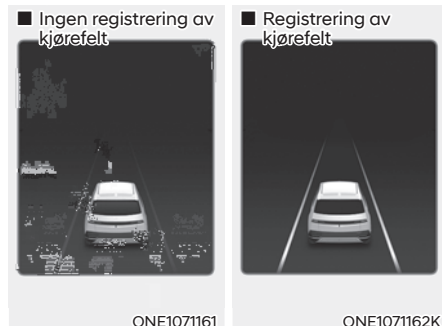 ■ Ingen registrering av
kjørefelt
■ Registrering av
kjørefelt
ONE1071161
ONE1071162K